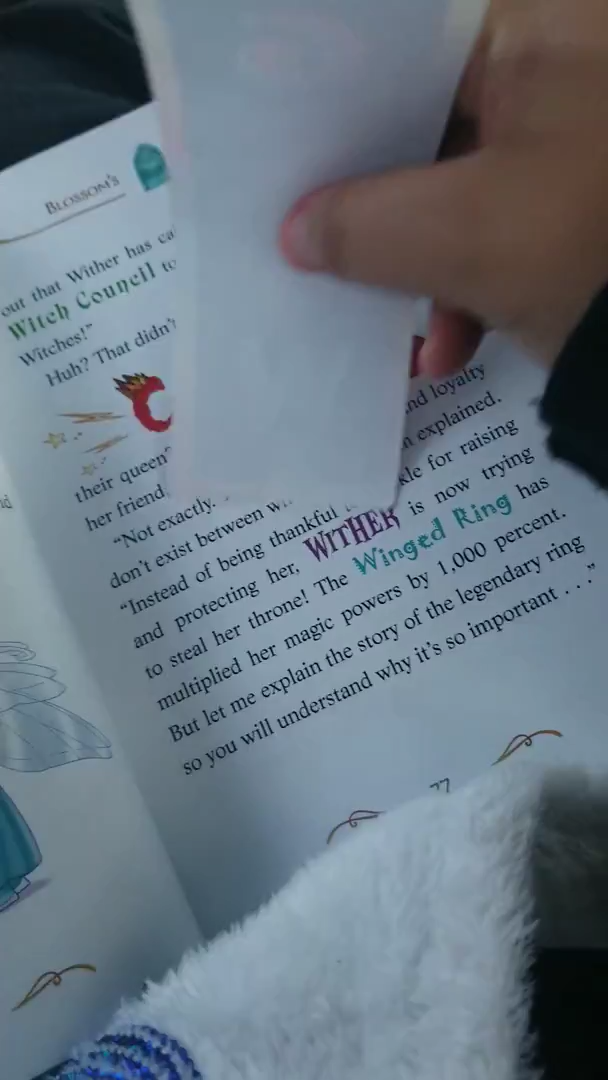 BLOSSOM'S
out that Wither has
Witch Council to
Witches!"
Huh? That didn't
and loyalty
their queen explained.
her friend for raising
"Not exactly. is now trying
don't exist between
"Instead of being thankful WITHER Winged Ring has
and protecting her,
to steal her throne! The
multiplied her magic powers by 1,000 percent.
But let me explain the story of the legendary ring
so you will understand why it's so important . . ."
77